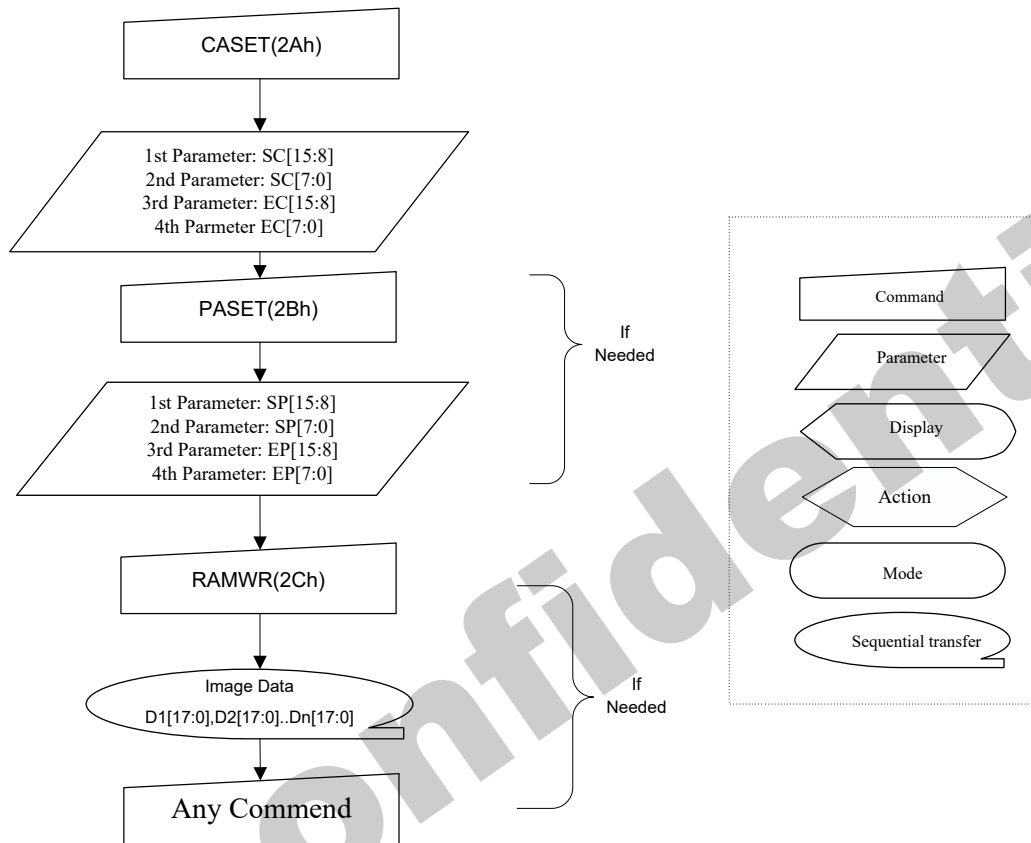 CASET(2Ah)
1st Parameter: SC[15:8]
2nd Parameter: SC[7:0]
3rd Parameter: EC[15:8]
4th Parmeter EC[7:0]
PASET(2Bh)
If
Needed
1st Parameter: SP[15:8]
2nd Parameter: SP[7:0]
3rd Parameter: EP[15:8]
4th Parameter: EP[7:0]
RAMWR(2Ch)
Image Data
D1[17:0],D2[17:0]..Dn[17:0]
If
Needed
Any Commend
Command
Parameter
Display
Action
Mode
Sequential transfer
onfidenti